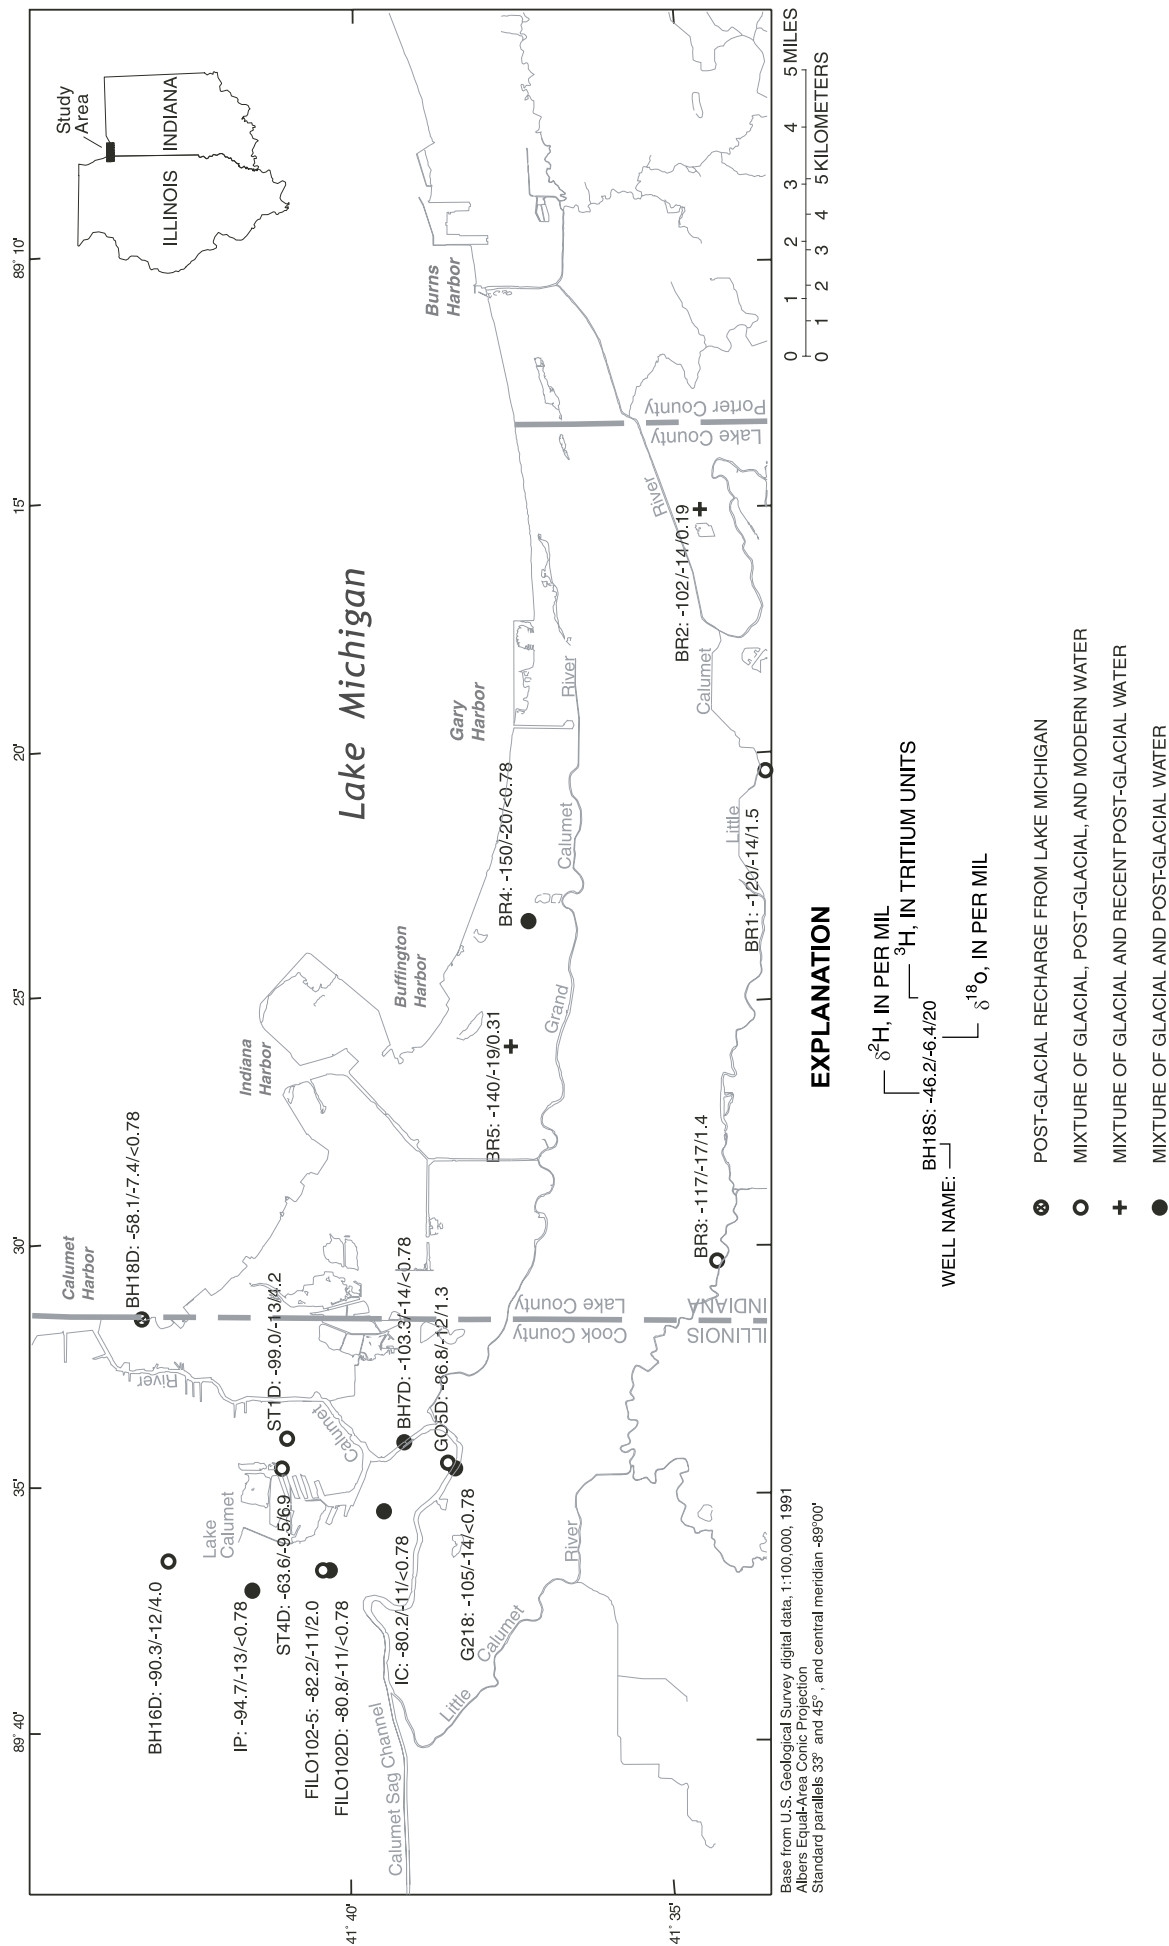 89° 40'
35'
30'
25'
20'
15'
89° 10'
41° 40'
41° 35'
Study
Area
ILLINOIS
INDIANA
Lake Michigan
Calumet
Harbor
Indiana
Harbor
Buffington
Harbor
Gary
Harbor
Burns
Harbor
BH16D: -90.3/-12/4.0
BH18D: -58.1/-7.4/<0.78
IP: -94.7/-13/<0.78
Lake
Calumet
River
Calumet
ST1D: -99.0/-13/4.2
ST4D: -63.6/-9.5/6.9
FILO102-5: -82.2/-11/2.0
FILO102D: -80.8/-11/<0.78
IC: -80.2/-11/<0.78
BH7D: -103.3/-14/<0.78
GO5D: -86.8/-12/1.3
G218: -105/-14/<0.78
Calumet Sag Channel
Little
Calumet
River
BR5: -140/-19/0.31
BR4: -150/-20/<0.78
Grand
Calumet
River
BR3: -117/-17/1.4
BR1: -120/-14/1.5
BR2: -102/-14/0.19
Little
Calumet
River
Cook County
Lake County
ILLINOIS
INDIANA
Lake County
Porter County
Base from U.S. Geological Survey digital data, 1:100,000, 1991
Albers Equal-Area Conic Projection
Standard parallels 33° and 45° , and central meridian -89°00'
0 1 2 3 4 5 MILES
0 1 2 3 4 5 KILOMETERS
EXPLANATION
δ²H, IN PER MIL
³H, IN TRITIUM UNITS
BH18S: -46.2/-6.4/20
WELL NAME:
δ¹⁸O, IN PER MIL
POST-GLACIAL RECHARGE FROM LAKE MICHIGAN
MIXTURE OF GLACIAL, POST-GLACIAL, AND MODERN WATER
MIXTURE OF GLACIAL AND RECENT POST-GLACIAL WATER
MIXTURE OF GLACIAL AND POST-GLACIAL WATER